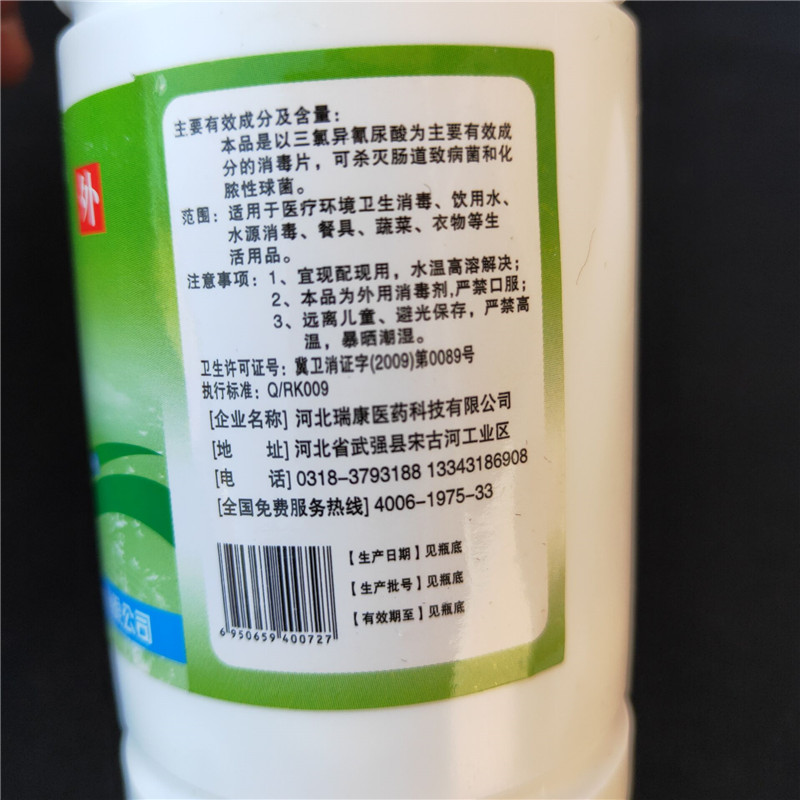 外
主要有效成分及含量：
本品是以三氯异氰尿酸为主要有效成
分的消毒片，可杀灭肠道致病菌和化
脓性球菌。
范围：适用于医疗环境卫生消毒、饮用水、
水源消毒、餐具、蔬菜、衣物等生
活用品。
注意事项：1、宜现配现用，水温高溶解决；
2、本品为外用消毒剂,严禁口服；
3、远离儿童、避光保存，严禁高
温，暴晒潮湿。
卫生许可证号：冀卫消证字(2009)第0089号
执行标准：Q/RK009
[企业名称] 河北瑞康医药科技有限公司
[地 址] 河北省武强县宋古河工业区
[电 话] 0318-3793188 13343186908
[全国免费服务热线] 4006-1975-33
【生产日期】见瓶底
【生产批号】见瓶底
【有效期至】见瓶底
6 950659 400727
公司